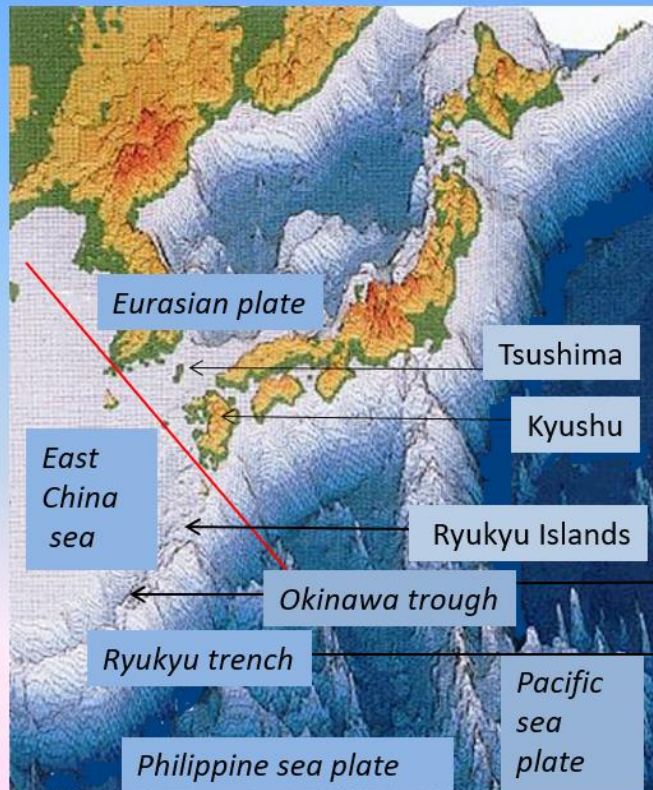 Eurasian plate
Tsushima
Kyushu
East
China
sea
Ryukyu Islands
Okinawa trough
Ryukyu trench
Pacific
sea
plate
Philippine sea plate